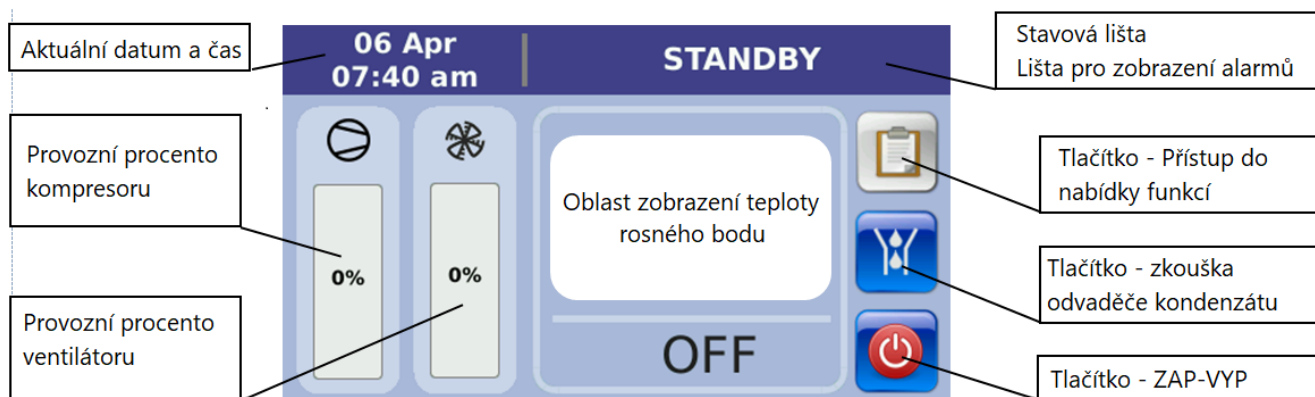 Aktuální datum a čas
06 Apr
07:40 am
STANDBY
Stavová lišta
Lišta pro zobrazení alarmů
Provozní procento
kompresoru
0%
0%
Oblast zobrazení teploty
rosného bodu
OFF
Tlačítko - Přístup do
nabídky funkcí
Tlačítko - zkouška
odvaděče kondenzátu
Provozní procento
ventilátoru
Tlačítko - ZAP-VYP